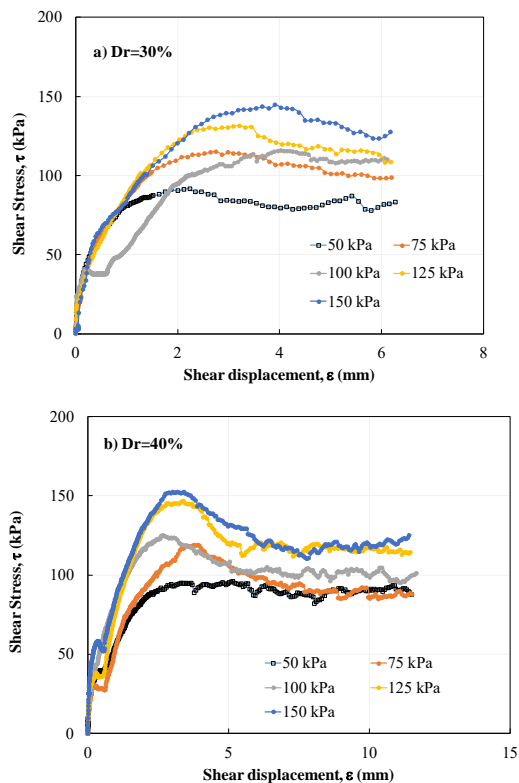 a) Dr=30%
200
150
100
50
0
Shear Stress, τ (kPa)
50 kPa
75 kPa
100 kPa
125 kPa
150 kPa
0 2 4 6 8
Shear displacement, ε (mm)
b) Dr=40%
200
150
100
50
0
Shear Stress, τ (kPa)
50 kPa
75 kPa
100 kPa
125 kPa
150 kPa
0 5 10 15
Shear displacement, ε (mm)